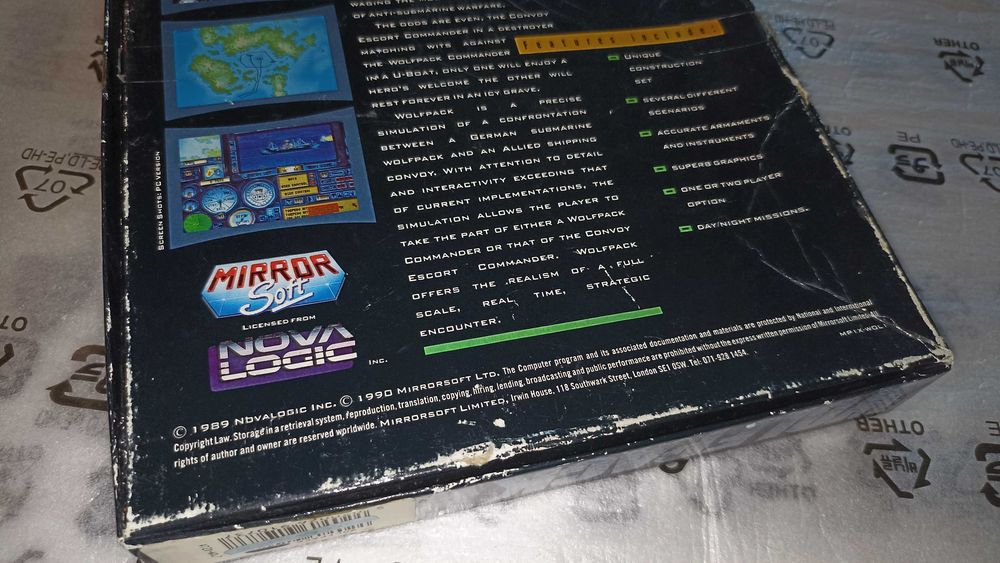 WAGING THE
OF ANTI-SUBMARINE WARFARE.
THE ODDS ARE EVEN, THE CONVOY
ESCORT COMMANDER IN A DESTROYER
MATCHING WITS AGAINST
THE WOLFPACK COMMANDER
IN A U-BOAT, ONLY ONE WILL ENJOY A
HERO'S WELCOME THE OTHER WILL
REST FOREVER IN AN ICY GRAVE.
WOLFPACK IS A PRECISE
SIMULATION OF A CONFRONTATION
BETWEEN A GERMAN SUBMARINE
WOLFPACK AND AN ALLIED SHIPPING
CONVOY. WITH ATTENTION TO DETAIL
AND INTERACTIVITY EXCEEDING THAT
OF CURRENT IMPLEMENTATIONS, THE
SIMULATION ALLOWS THE PLAYER TO
TAKE THE PART OF EITHER A WOLFPACK
COMMANDER OR THAT OF THE CONVOY
ESCORT COMMANDER. WOLFPACK
OFFERS THE REALISM OF A FULL
SCALE, REAL TIME, STRATEGIC
ENCOUNTER.
Features include:
UNIQUE
CONSTRUCTION
SET
SEVERAL DIFFERENT
SCENARIOS
ACCURATE ARMAMENTS
AND INSTRUMENTS
SUPERB GRAPHICS
ONE OR TWO PLAYER
OPTION
DAY/NIGHT MISSIONS.
SCREEN SHOTS: PC VERSION
MIRROR
Soft
LICENSED FROM
NOVA
LOGIC INC.
© 1989 NOVALOGIC INC. © 1990 MIRRORSOFT LTD. The Computer program and its associated documentation and materials are protected by National and International
Copyright Law. Storage in a retrieval system, reproduction, translation, copying, hiring, lending, broadcasting and public performance are prohibited without the express written permission of Mirrorsoft Limited. All
rights of author and owner are reserved worldwide. MIRRORSOFT LIMITED, Irwin House, 118 Southwark Street, London SE1 0SW. Tel: 071-928 1454.
MP1X-WOL
OTHER
PE-HD
07
PE
OTHER
OTHER